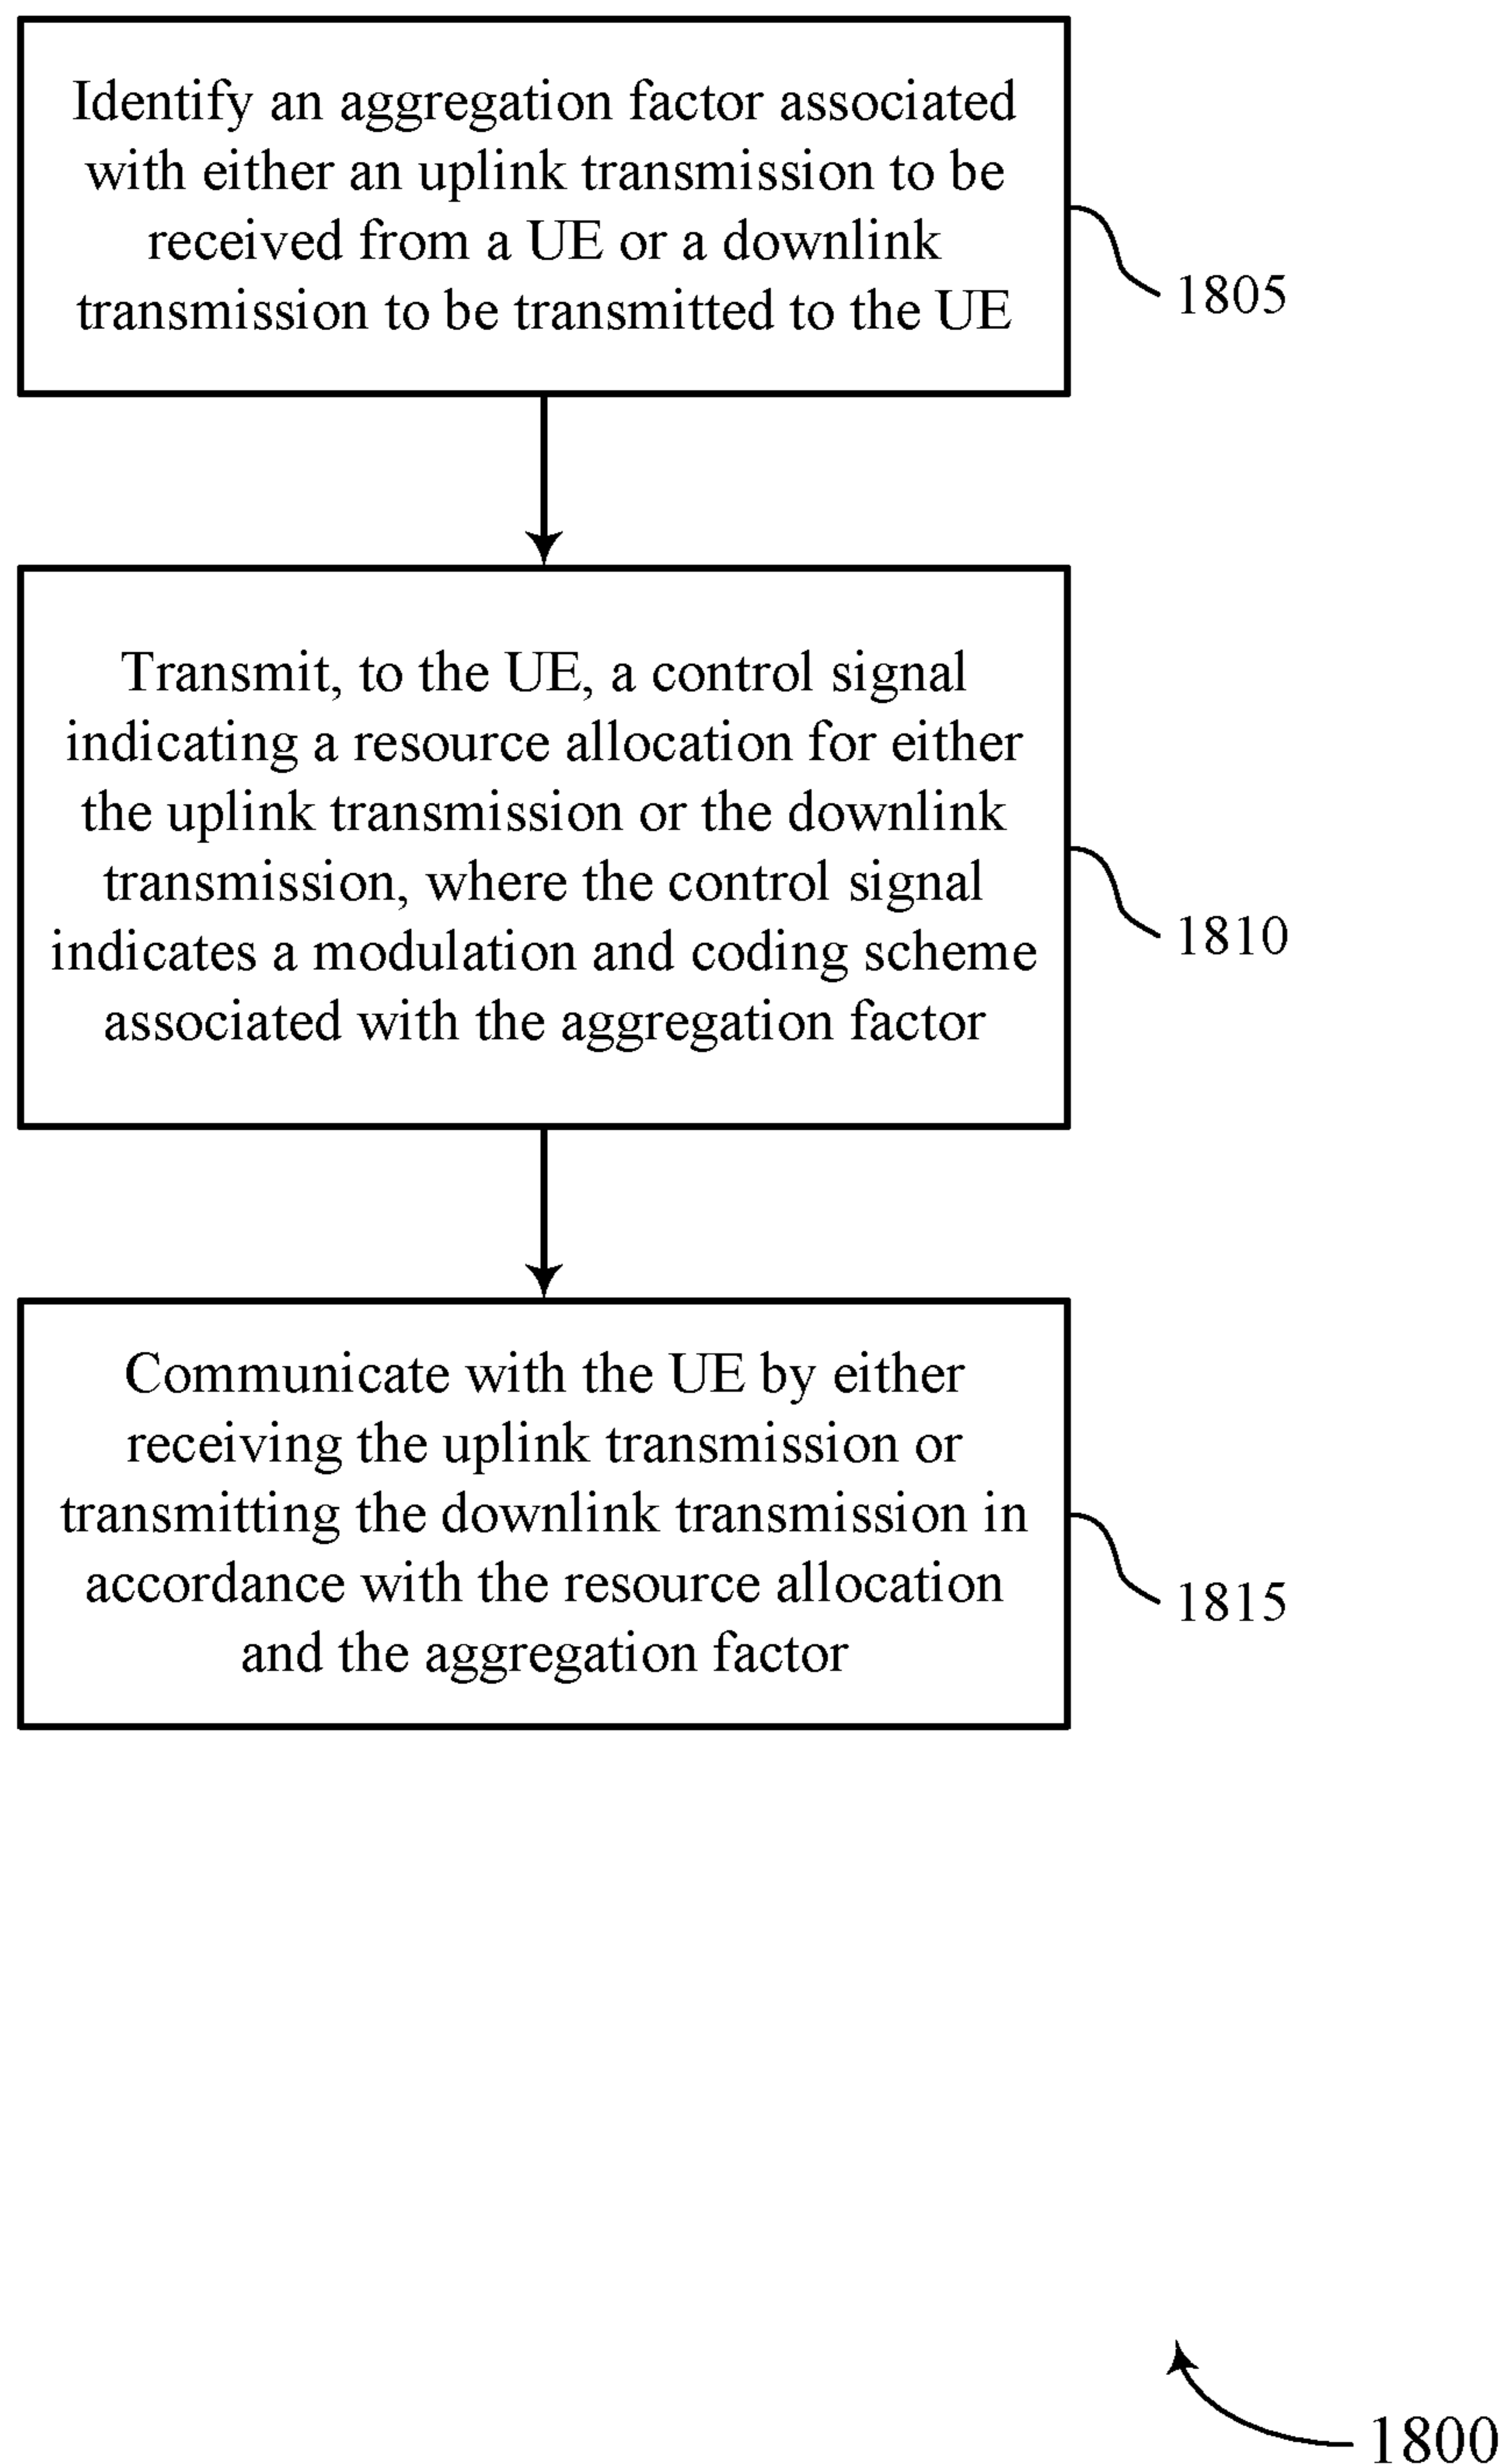 Identify an aggregation factor associated
with either an uplink transmission to be
received from a UE or a downlink
transmission to be transmitted to the UE
1805
Transmit, to the UE, a control signal
indicating a resource allocation for either
the uplink transmission or the downlink
transmission, where the control signal
indicates a modulation and coding scheme
associated with the aggregation factor
1810
Communicate with the UE by either
receiving the uplink transmission or
transmitting the downlink transmission in
accordance with the resource allocation
and the aggregation factor
1815
1800